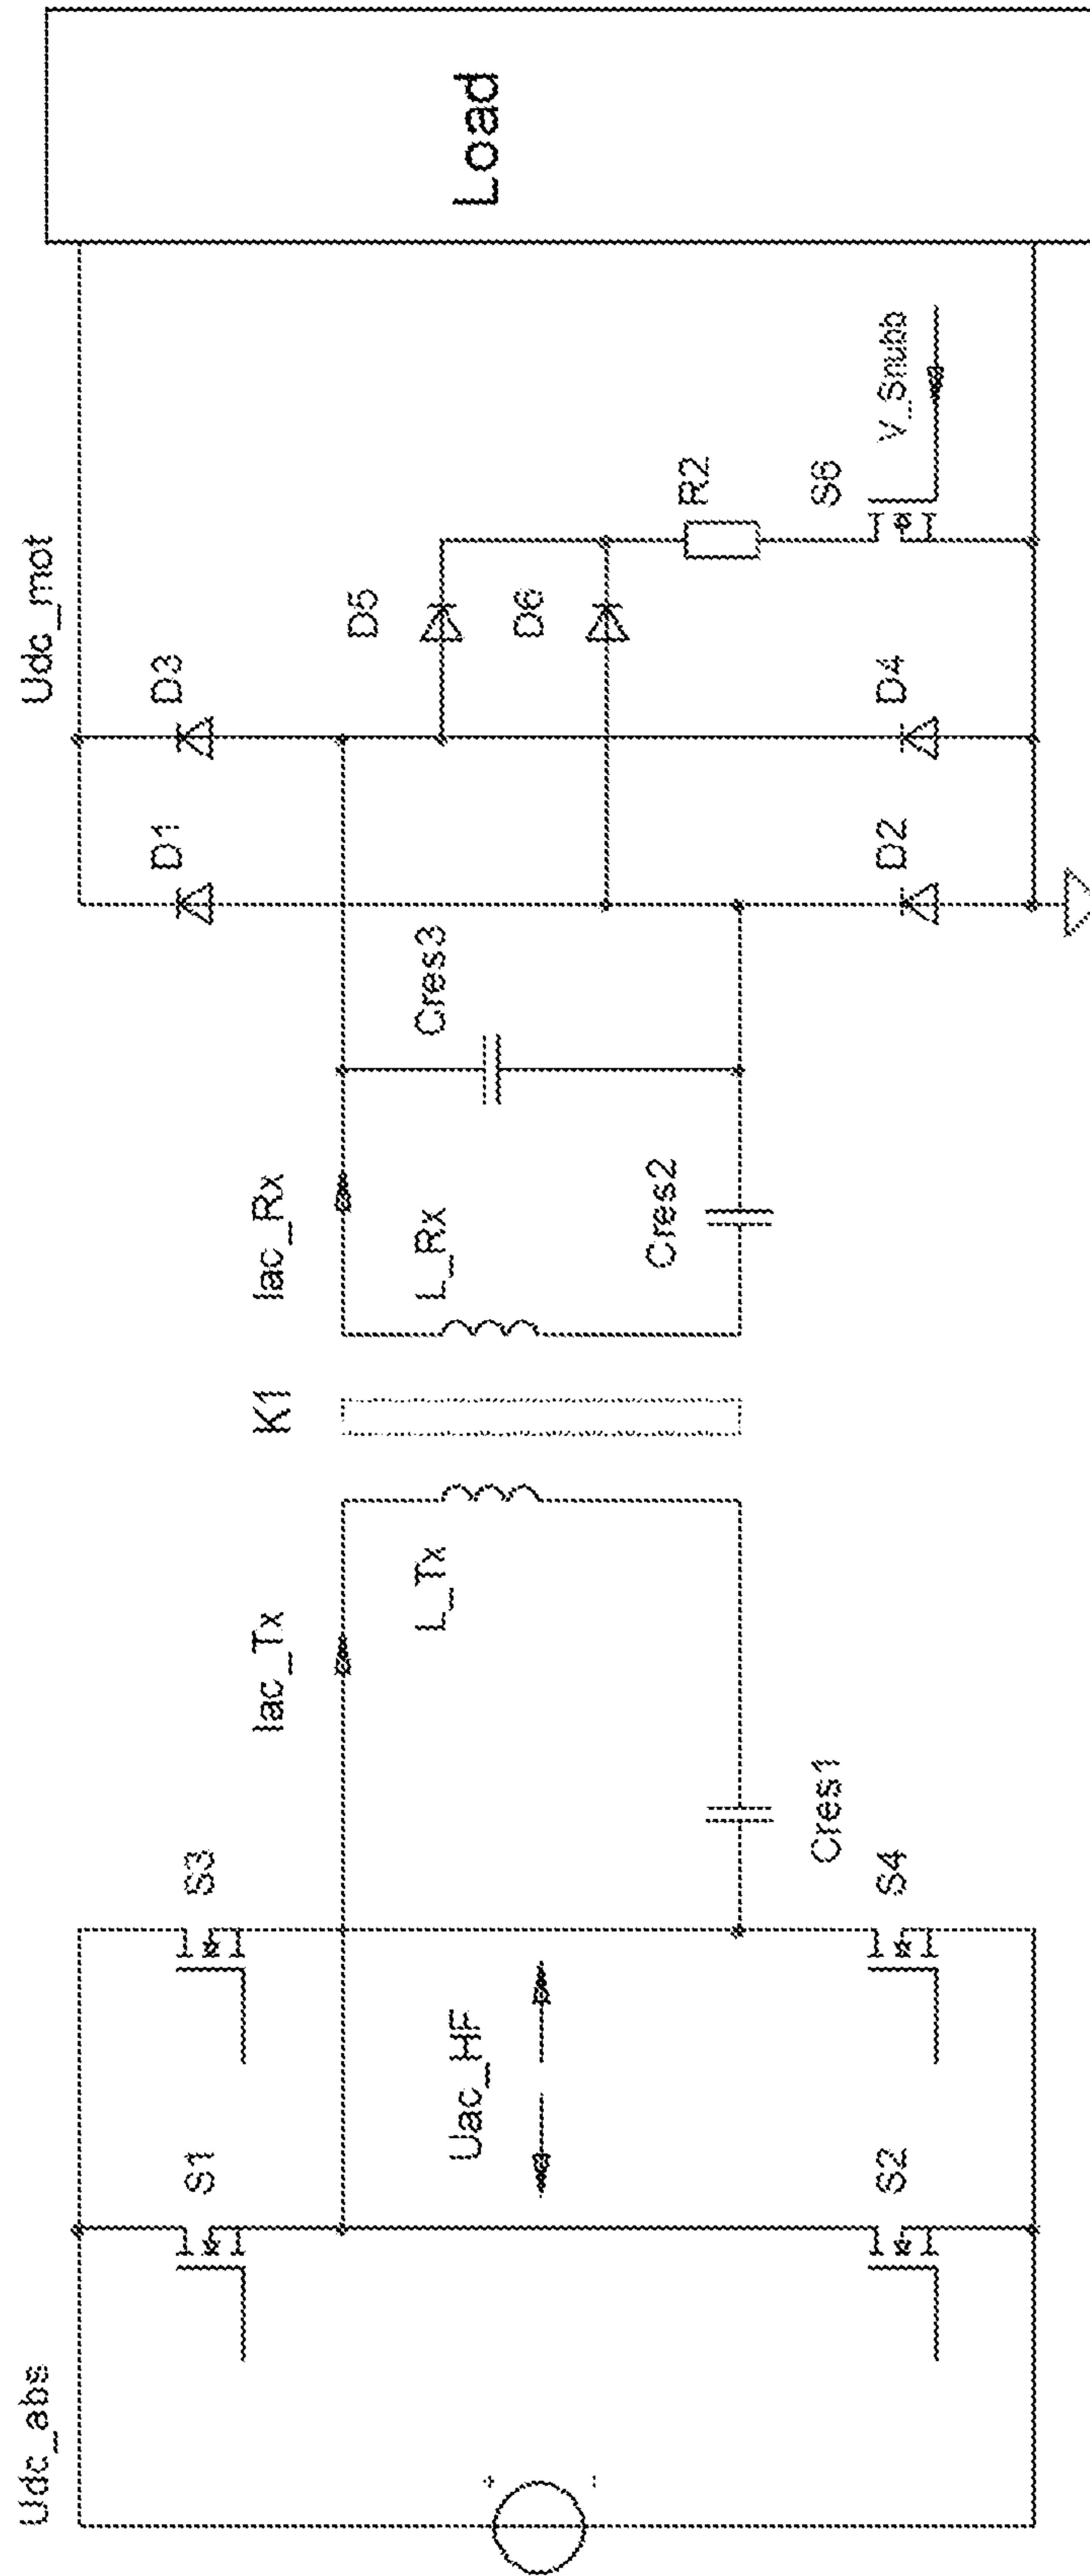 Udc_abs
S1
S3
Uac_HF
S2
S4
Cres1
Iac_Tx
L_Tx
K1
Iac_Rx
L_Rx
Cres2
Cres3
D1
D3
D2
D4
Udc_mot
D5
D6
R2
S6
V_Snubb
Load
+
-